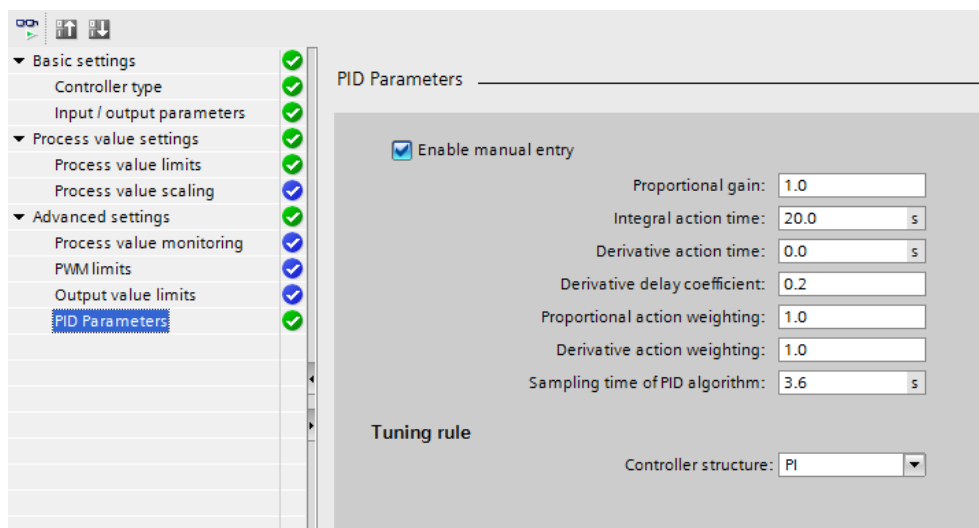 Basic settings
Controller type
Input / output parameters
Process value settings
Process value limits
Process value scaling
Advanced settings
Process value monitoring
PWM limits
Output value limits
PID Parameters
PID Parameters
Enable manual entry
Proportional gain: 1.0
Integral action time: 20.0 s
Derivative action time: 0.0 s
Derivative delay coefficient: 0.2
Proportional action weighting: 1.0
Derivative action weighting: 1.0
Sampling time of PID algorithm: 3.6 s
Tuning rule
Controller structure: PI